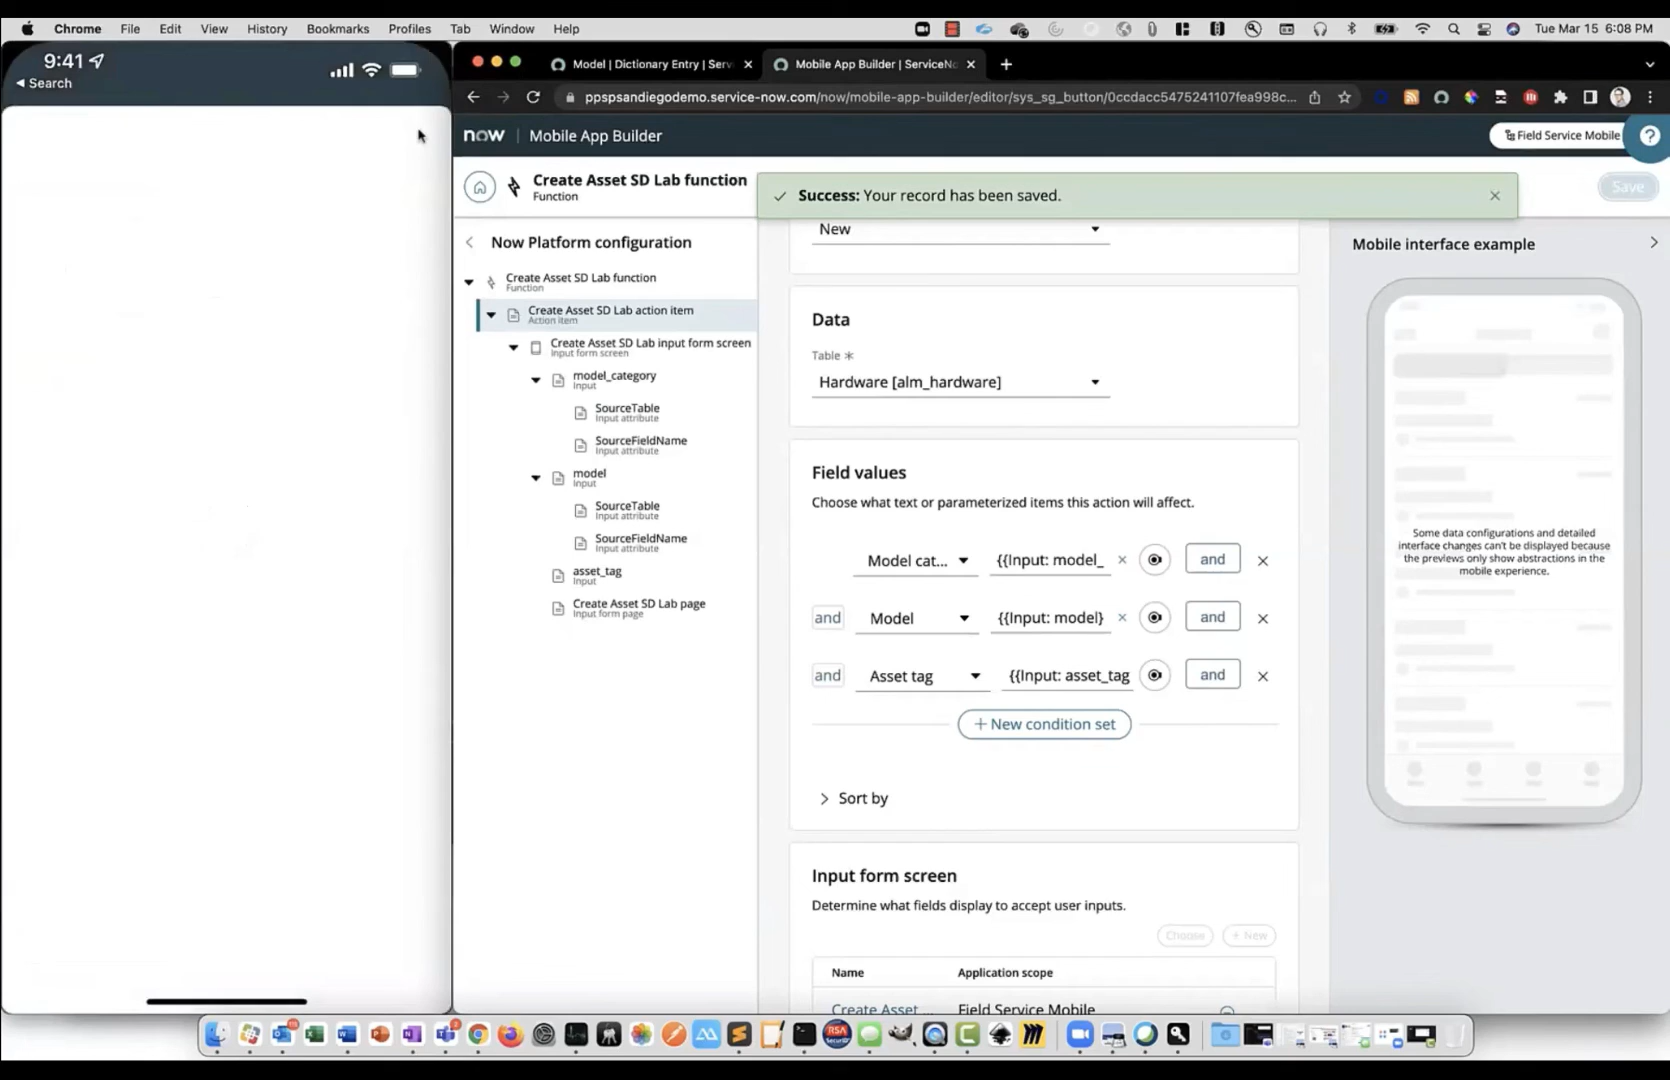 Chrome File Edit View History Bookmarks Profiles Tab Window Help Tue Mar 15 6:08 PM
9:41
Search
Model | Dictionary Entry | Serv
Mobile App Builder | ServiceNo
ppspsandiegodemo.service-now.com/now/mobile-app-builder/editor/sys_sg_button/0ccdacc5475241107fea998c...
now Mobile App Builder
Field Service Mobile
?
Create Asset SD Lab function
Function
Success: Your record has been saved.
Save
Now Platform configuration
Create Asset SD Lab function
Function
Create Asset SD Lab action item
Action item
Create Asset SD Lab input form screen
Input form screen
model_category
Input
SourceTable
Input attribute
SourceFieldName
Input attribute
model
Input
SourceTable
Input attribute
SourceFieldName
Input attribute
asset_tag
Input
Create Asset SD Lab page
Input form page
New
Data
Table *
Hardware [alm_hardware]
Field values
Choose what text or parameterized items this action will affect.
Model cat... {{Input: model_ × and ×
and Model {{Input: model} × and ×
and Asset tag {{Input: asset_tag and ×
+ New condition set
Sort by
Input form screen
Determine what fields display to accept user inputs.
Choose + New
Name Application scope
Create Asset ... Field Service Mobile
Mobile interface example
Some data configurations and detailed
interface changes can't be displayed because
the previews only show abstractions in the
mobile experience.